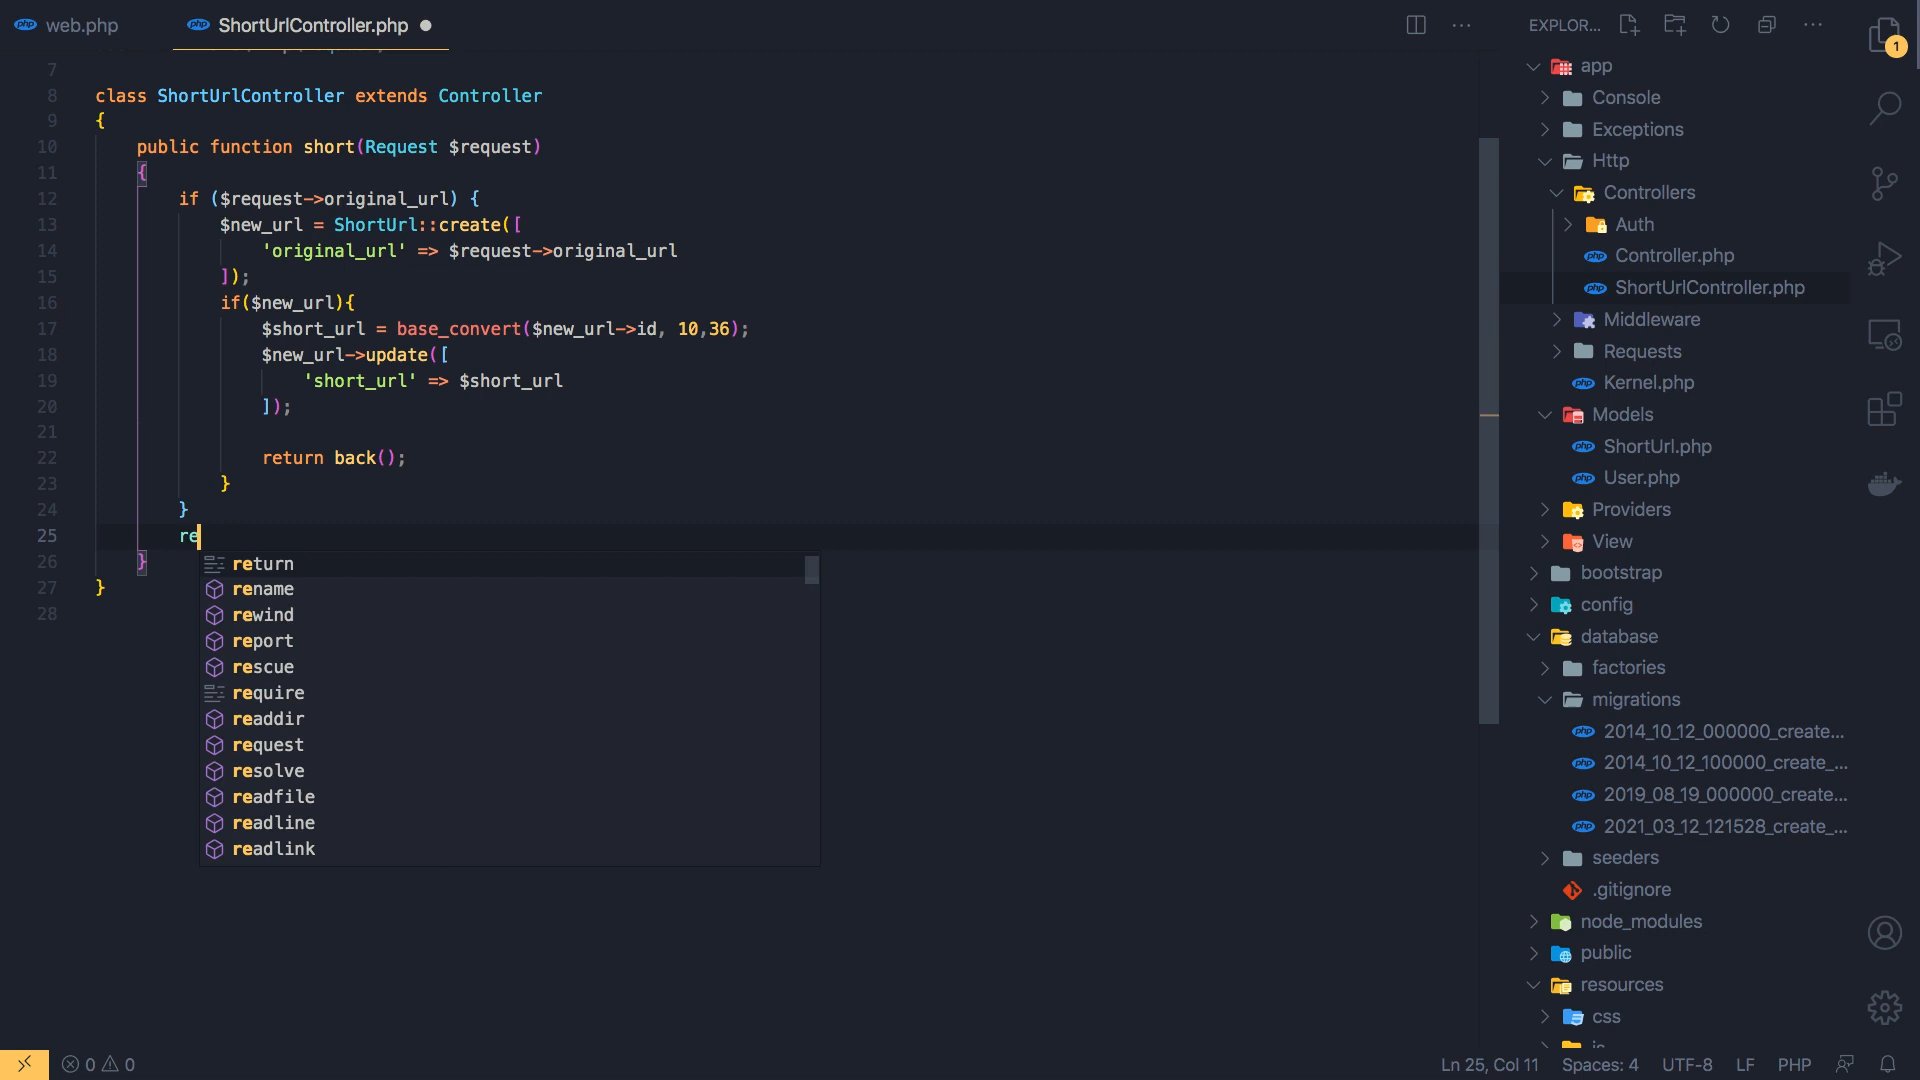 web.php
ShortUrlController.php
EXPLOR...
1
7
8 class ShortUrlController extends Controller
9 {
10 public function short(Request $request)
11 {
12 if ($request->original_url) {
13 $new_url = ShortUrl::create([
14 'original_url' => $request->original_url
15 ]);
16 if($new_url){
17 $short_url = base_convert($new_url->id, 10,36);
18 $new_url->update([
19 'short_url' => $short_url
20 ]);
21
22 return back();
23 }
24 }
25 re
26 }
27 }
28
return
rename
rewind
report
rescue
require
readdir
request
resolve
readfile
readline
readlink
app
Console
Exceptions
Http
Controllers
Auth
Controller.php
ShortUrlController.php
Middleware
Requests
Kernel.php
Models
ShortUrl.php
User.php
Providers
View
bootstrap
config
database
factories
migrations
2014_10_12_000000_create...
2014_10_12_100000_create_...
2019_08_19_000000_create...
2021_03_12_121528_create_...
seeders
.gitignore
node_modules
public
resources
css
0 0
Ln 25, Col 11 Spaces: 4 UTF-8 LF PHP